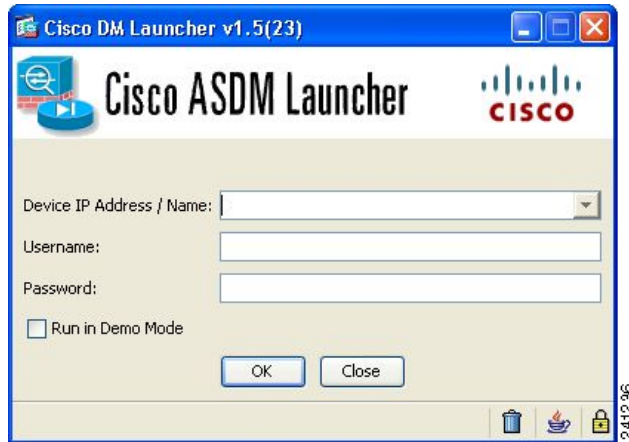 Cisco DM Launcher v1.5(23)
Cisco ASDM Launcher
CISCO
Device IP Address / Name:
Username:
Password:
Run in Demo Mode
OK
Close
241296